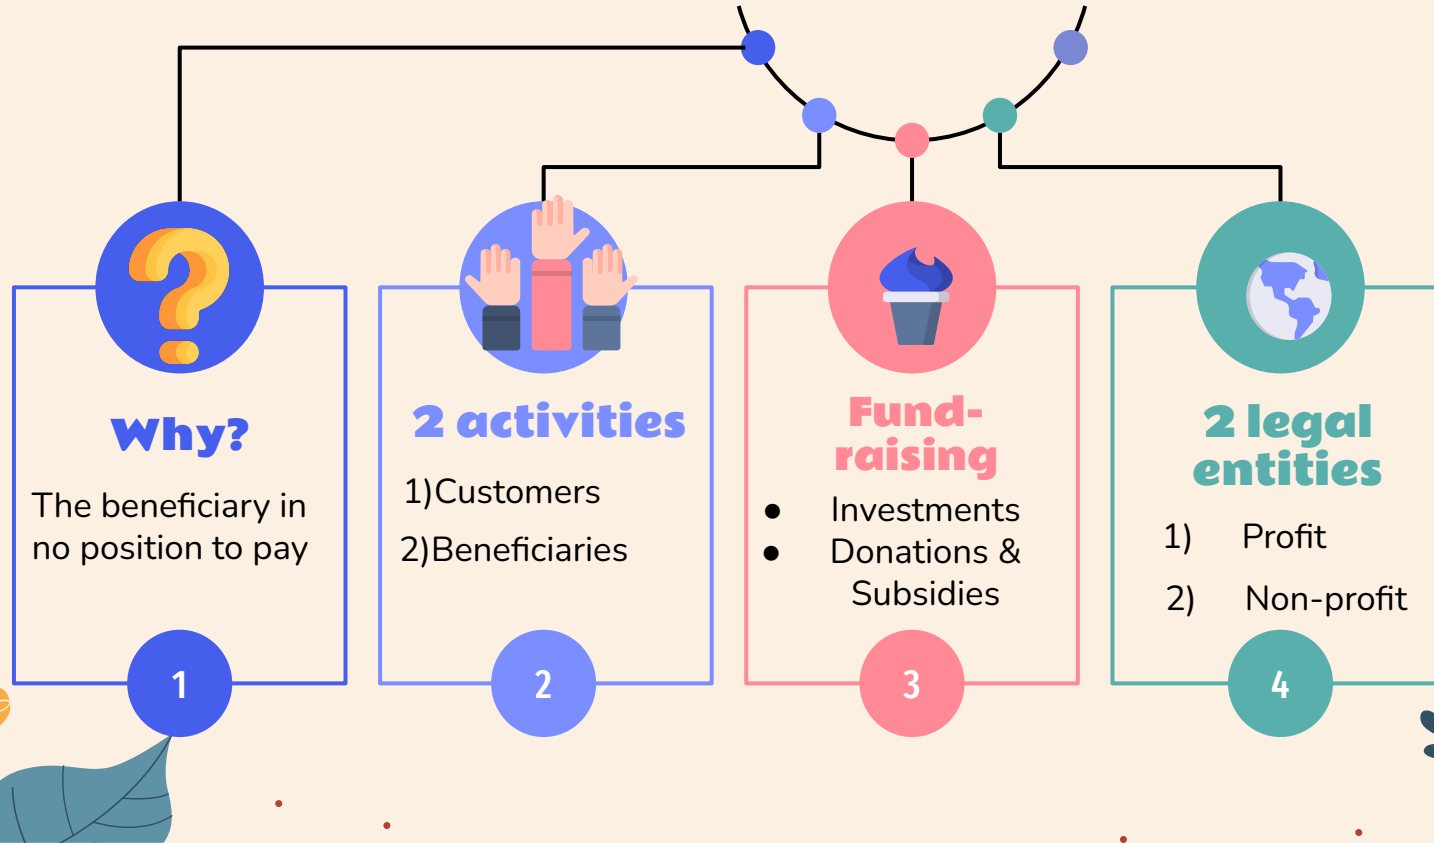 Why?
The beneficiary in
no position to pay
1
2 activities
1)Customers
2)Beneficiaries
2
Fund-
raising
● Investments
● Donations &
Subsidies
3
2 legal
entities
1) Profit
2) Non-profit
4